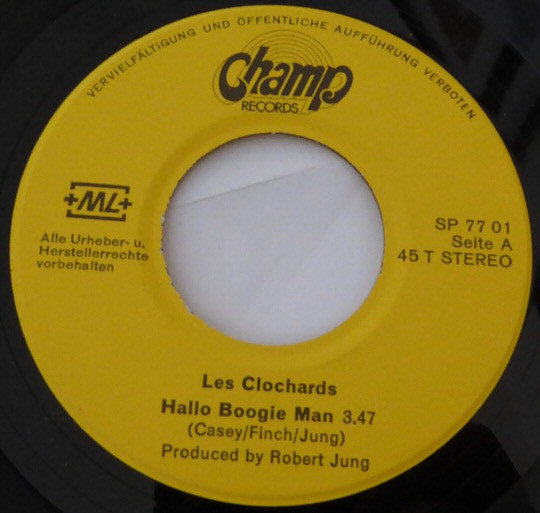 VERVIELFÄLTIGUNG UND ÖFFENTLICHE AUFFÜHRUNG VERBOTEN
Champ
RECORDS
+ML+
Alle Urheber- u.
Herstellerrechte
vorbehalten
SP 77 01
Seite A
45 T STEREO
Les Clochards
Hallo Boogie Man 3.47
(Casey/Finch/Jung)
Produced by Robert Jung